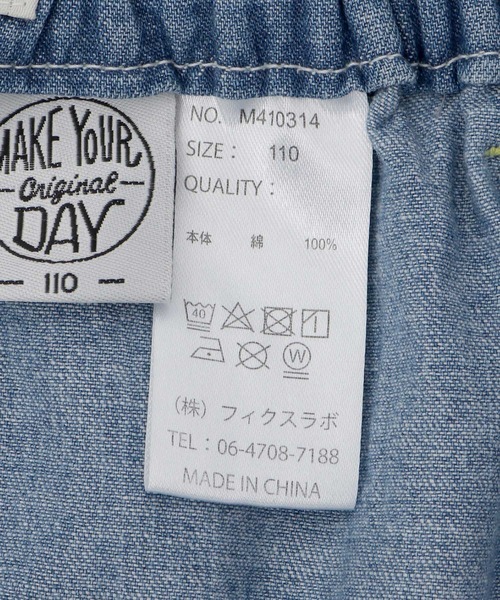 MAKE YOUR
Original
DAY
110
NO. M410314
SIZE : 110
QUALITY :
本体 綿 100%
40
W
（株）フィクスラボ
TEL : 06-4708-7188
MADE IN CHINA